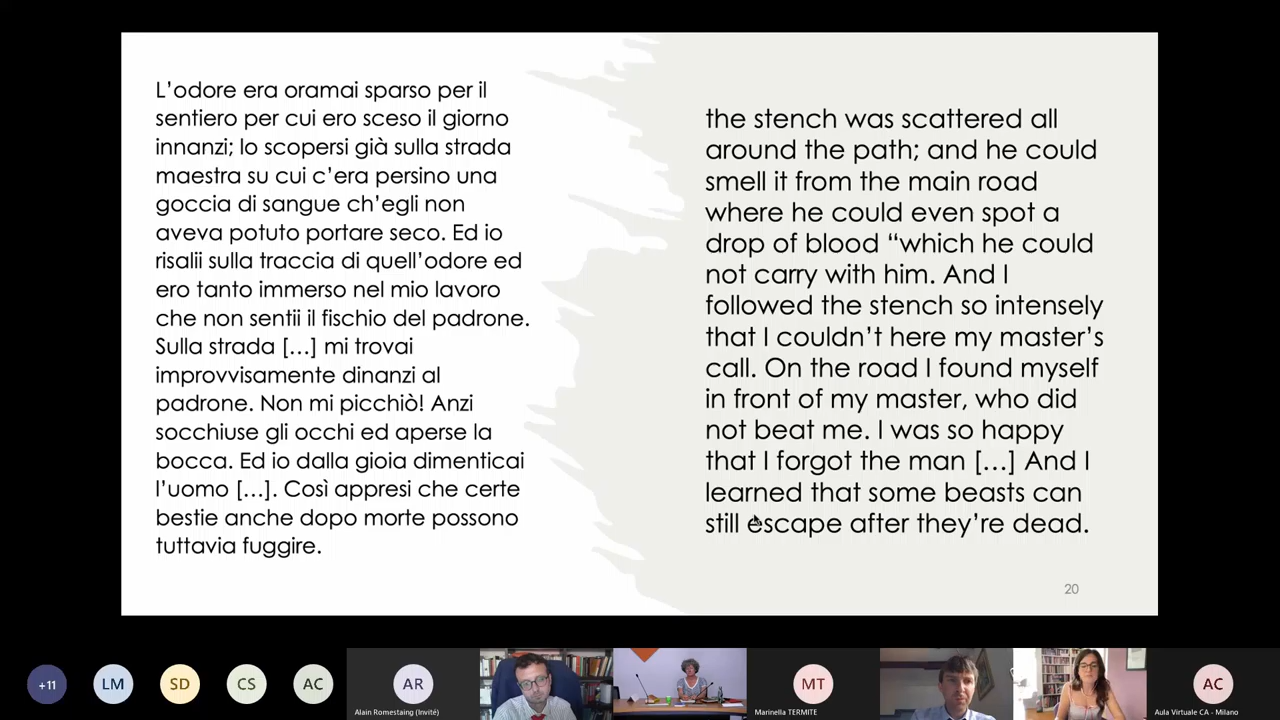 L’odore era oramai sparso per il
sentiero per cui ero sceso il giorno
innanzi; lo scopersi già sulla strada
maestra su cui c’era persino una
goccia di sangue ch’egli non
aveva potuto portare seco. Ed io
risalii sulla traccia di quell’odore ed
ero tanto immerso nel mio lavoro
che non sentii il fischio del padrone.
Sulla strada […] mi trovai
improvvisamente dinanzi al
padrone. Non mi picchiò! Anzi
socchiuse gli occhi ed aperse la
bocca. Ed io dalla gioia dimenticai
l’uomo […]. Così appresi che certe
bestie anche dopo morte possono
tuttavia fuggire.
the stench was scattered all
around the path; and he could
smell it from the main road
where he could even spot a
drop of blood “which he could
not carry with him. And I
followed the stench so intensely
that I couldn’t here my master’s
call. On the road I found myself
in front of my master, who did
not beat me. I was so happy
that I forgot the man […] And I
learned that some beasts can
still escape after they’re dead.
20
+11
LM
SD
CS
AC
AR
Alain Romestaing (Invité)
MT
Marinella TERMITE
AC
Aula Virtuale CA - Milano